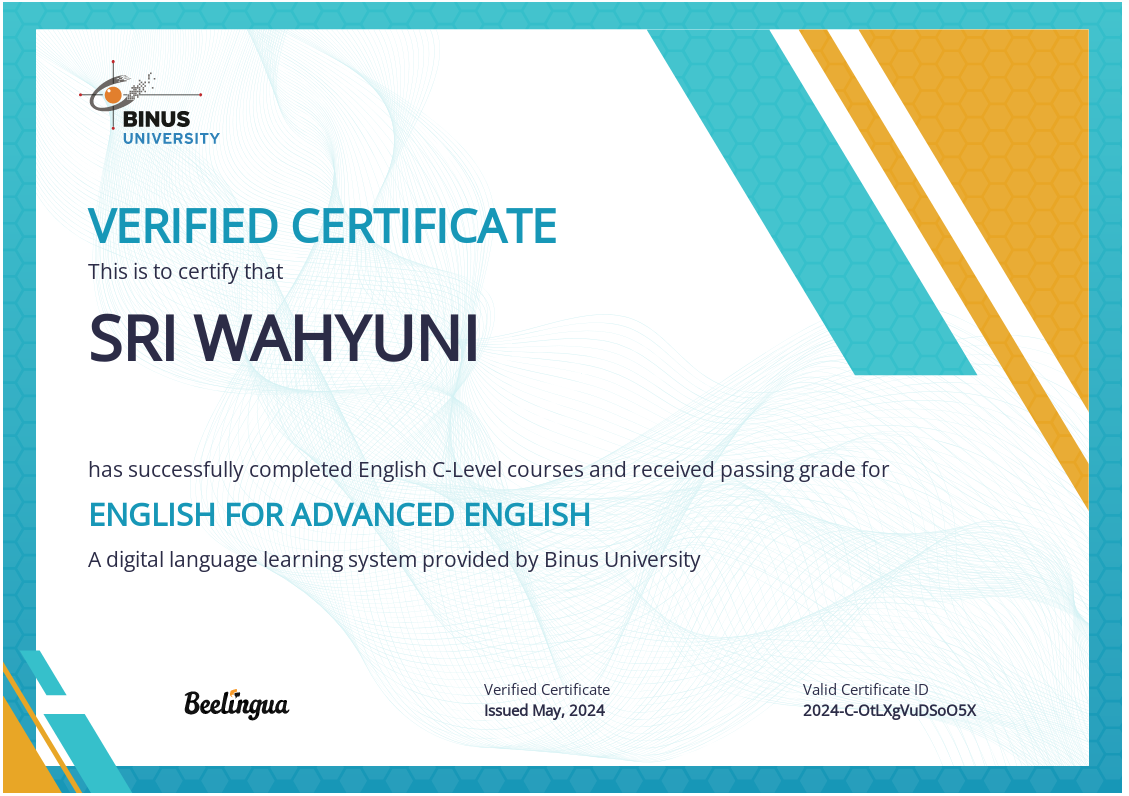 BINUS
UNIVERSITY
VERIFIED CERTIFICATE
This is to certify that
SRI WAHYUNI
has successfully completed English C-Level courses and received passing grade for
ENGLISH FOR ADVANCED ENGLISH
A digital language learning system provided by Binus University
Beelingua
Verified Certificate
Issued May, 2024
Valid Certificate ID
2024-C-OtLXgVuDSoO5X